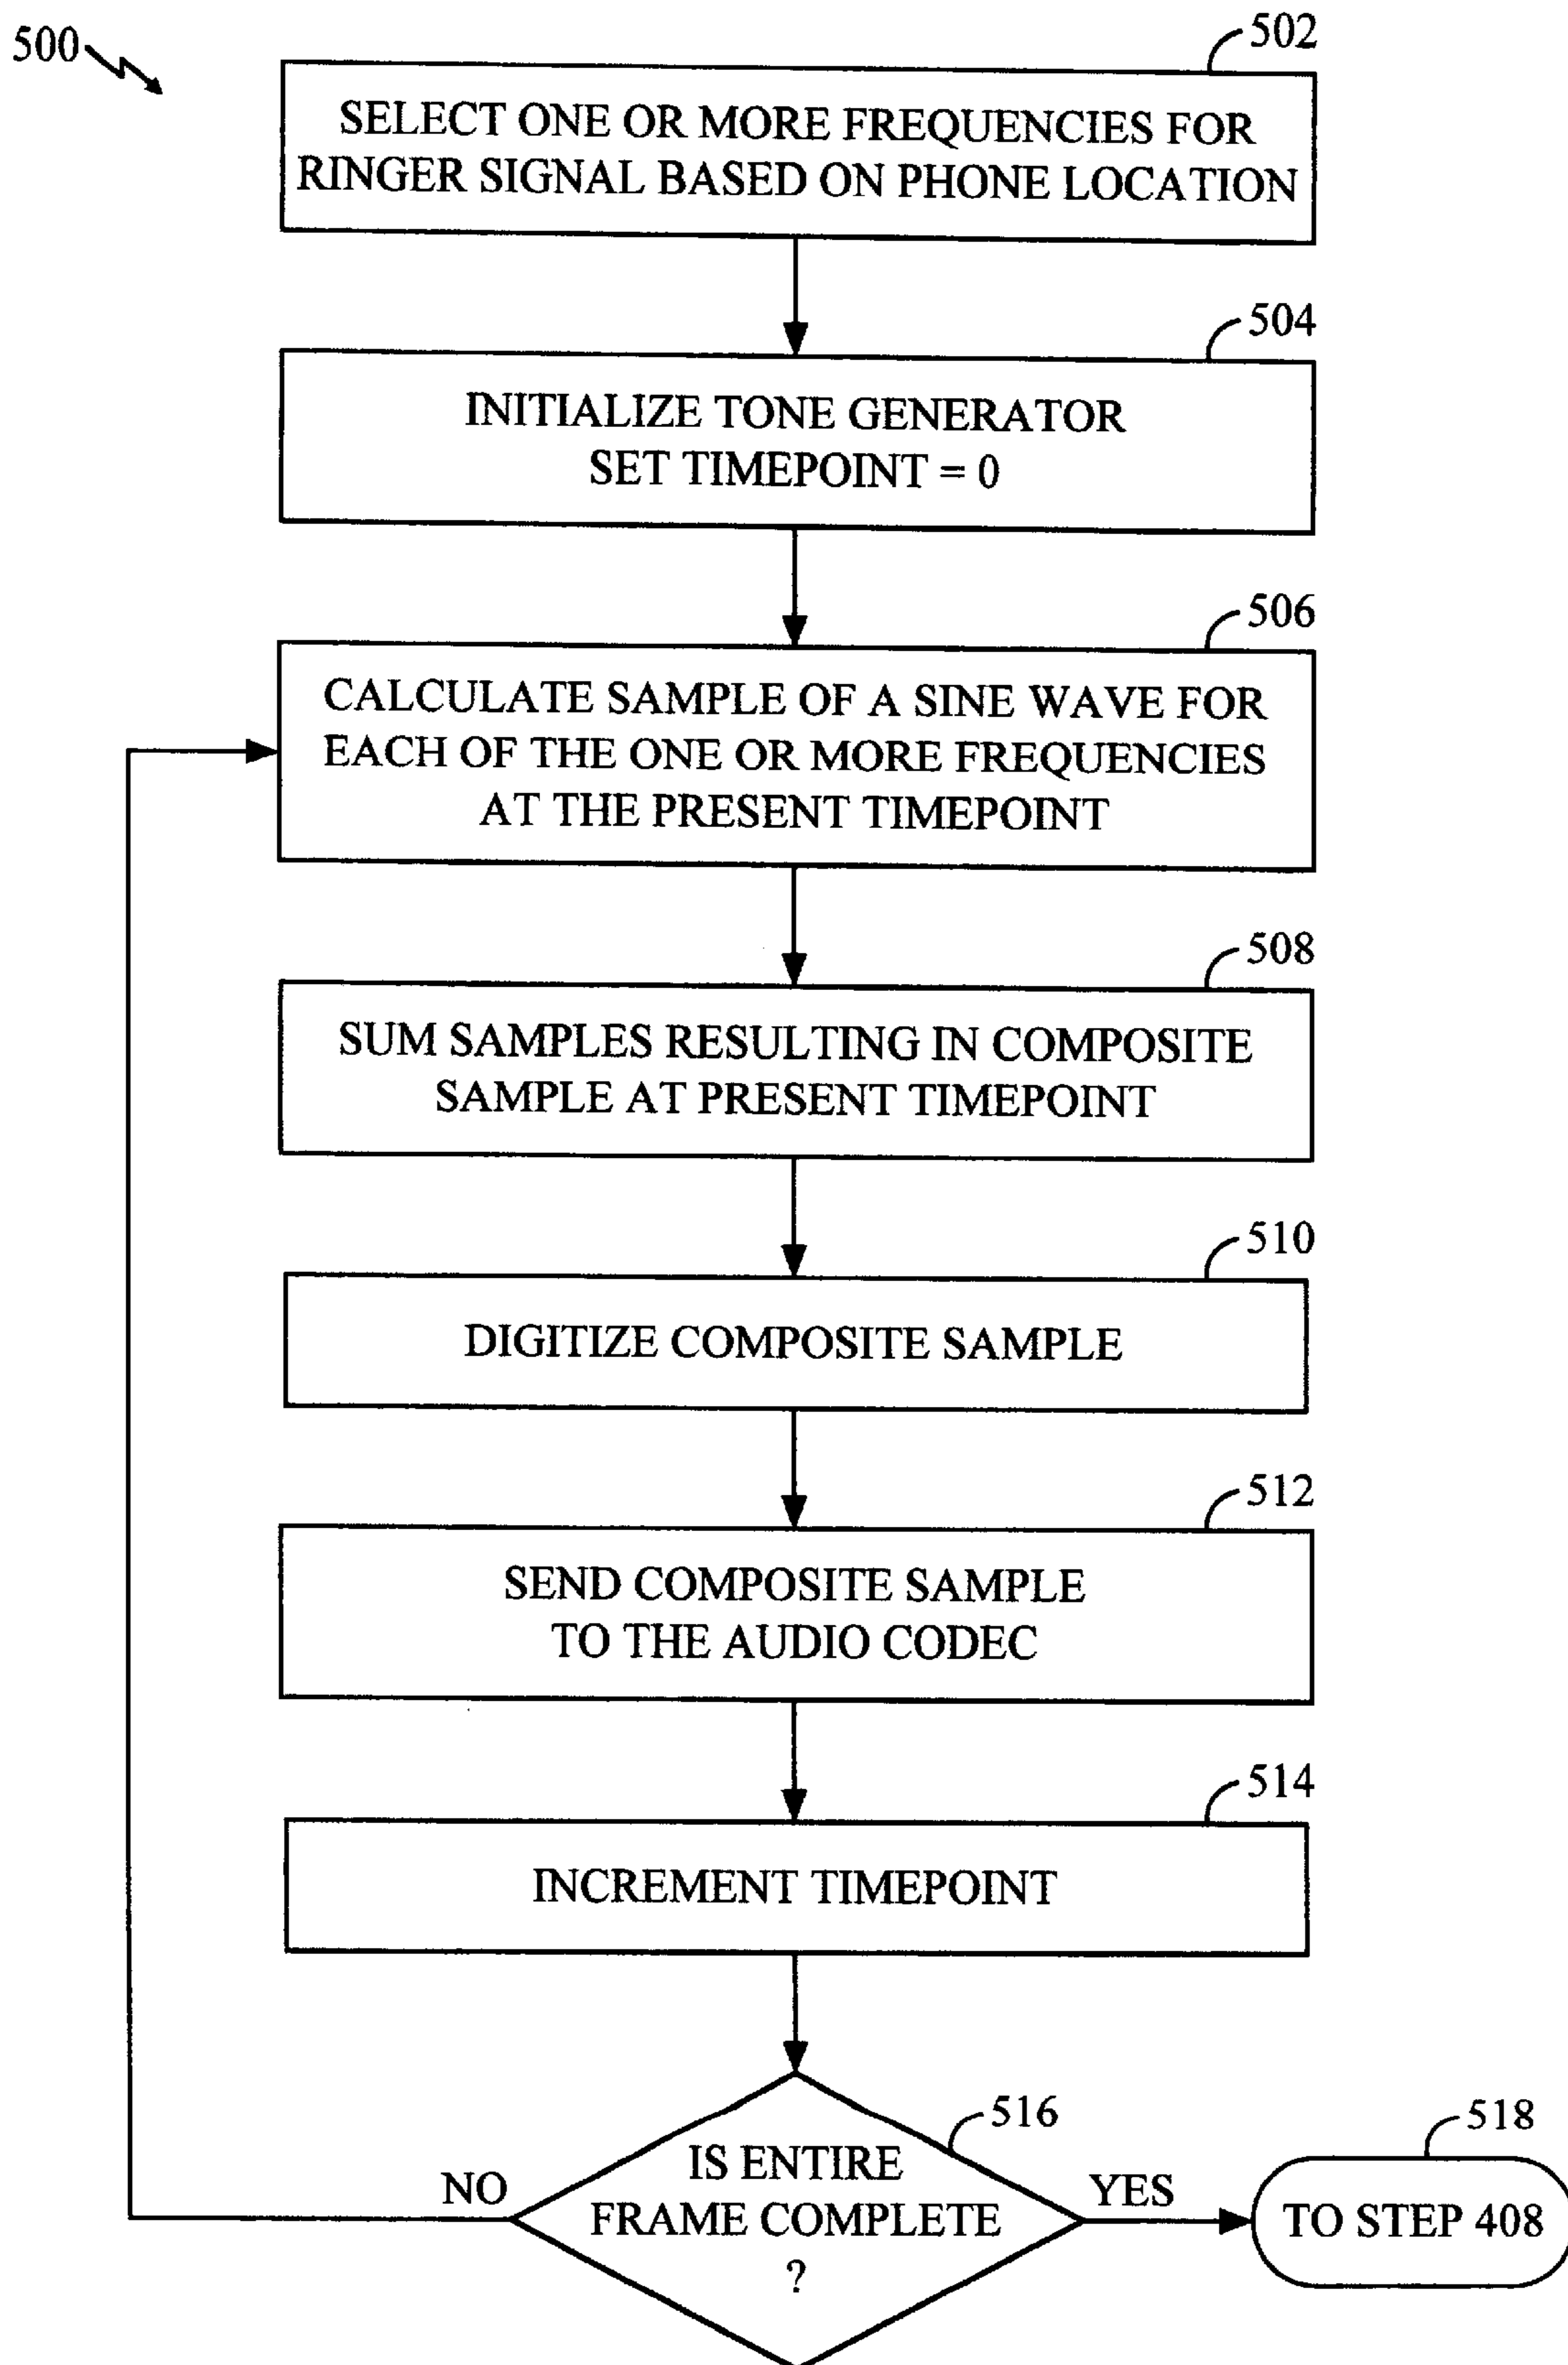 500
502
SELECT ONE OR MORE FREQUENCIES FOR
RINGER SIGNAL BASED ON PHONE LOCATION
504
INITIALIZE TONE GENERATOR
SET TIMEPOINT = 0
506
CALCULATE SAMPLE OF A SINE WAVE FOR
EACH OF THE ONE OR MORE FREQUENCIES
AT THE PRESENT TIMEPOINT
508
SUM SAMPLES RESULTING IN COMPOSITE
SAMPLE AT PRESENT TIMEPOINT
510
DIGITIZE COMPOSITE SAMPLE
512
SEND COMPOSITE SAMPLE
TO THE AUDIO CODEC
514
INCREMENT TIMEPOINT
516
IS ENTIRE
FRAME COMPLETE
?
NO
YES
518
TO STEP 408